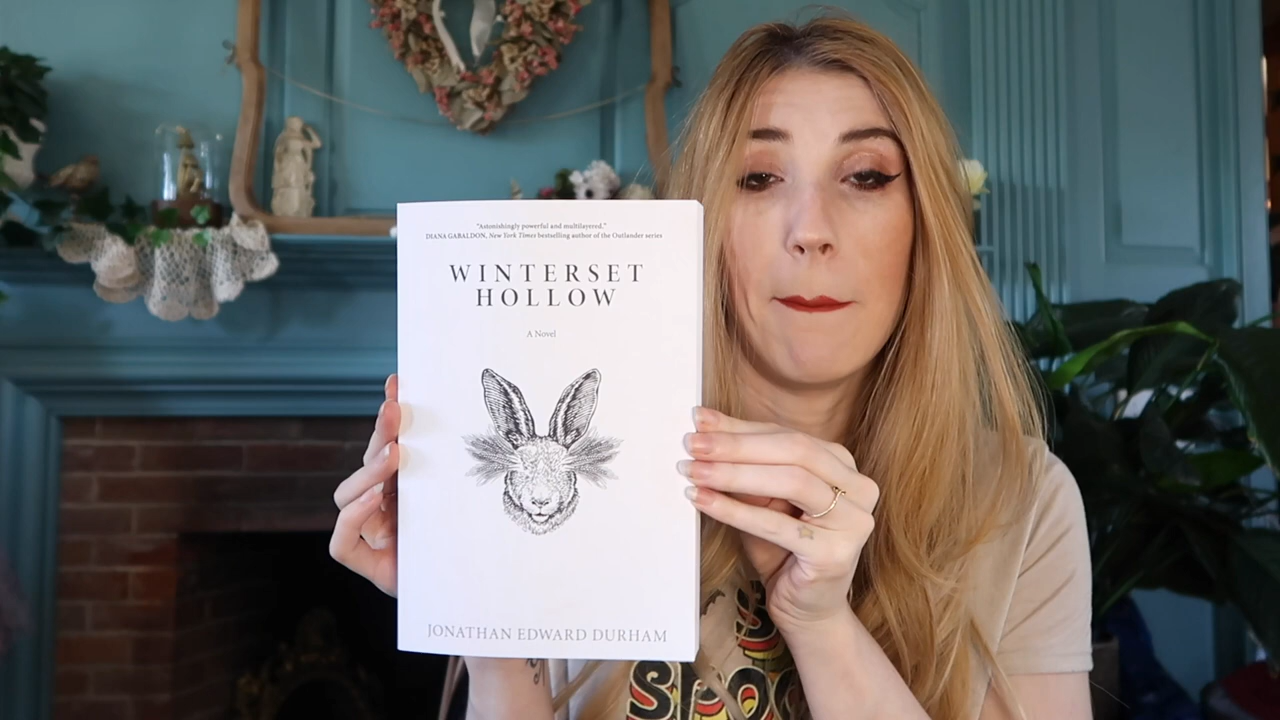 "Astonishingly powerful and multilayered."
DIANA GABALDON, New York Times bestselling author of the Outlander series
WINTERSET
HOLLOW
A Novel
JONATHAN EDWARD DURHAM